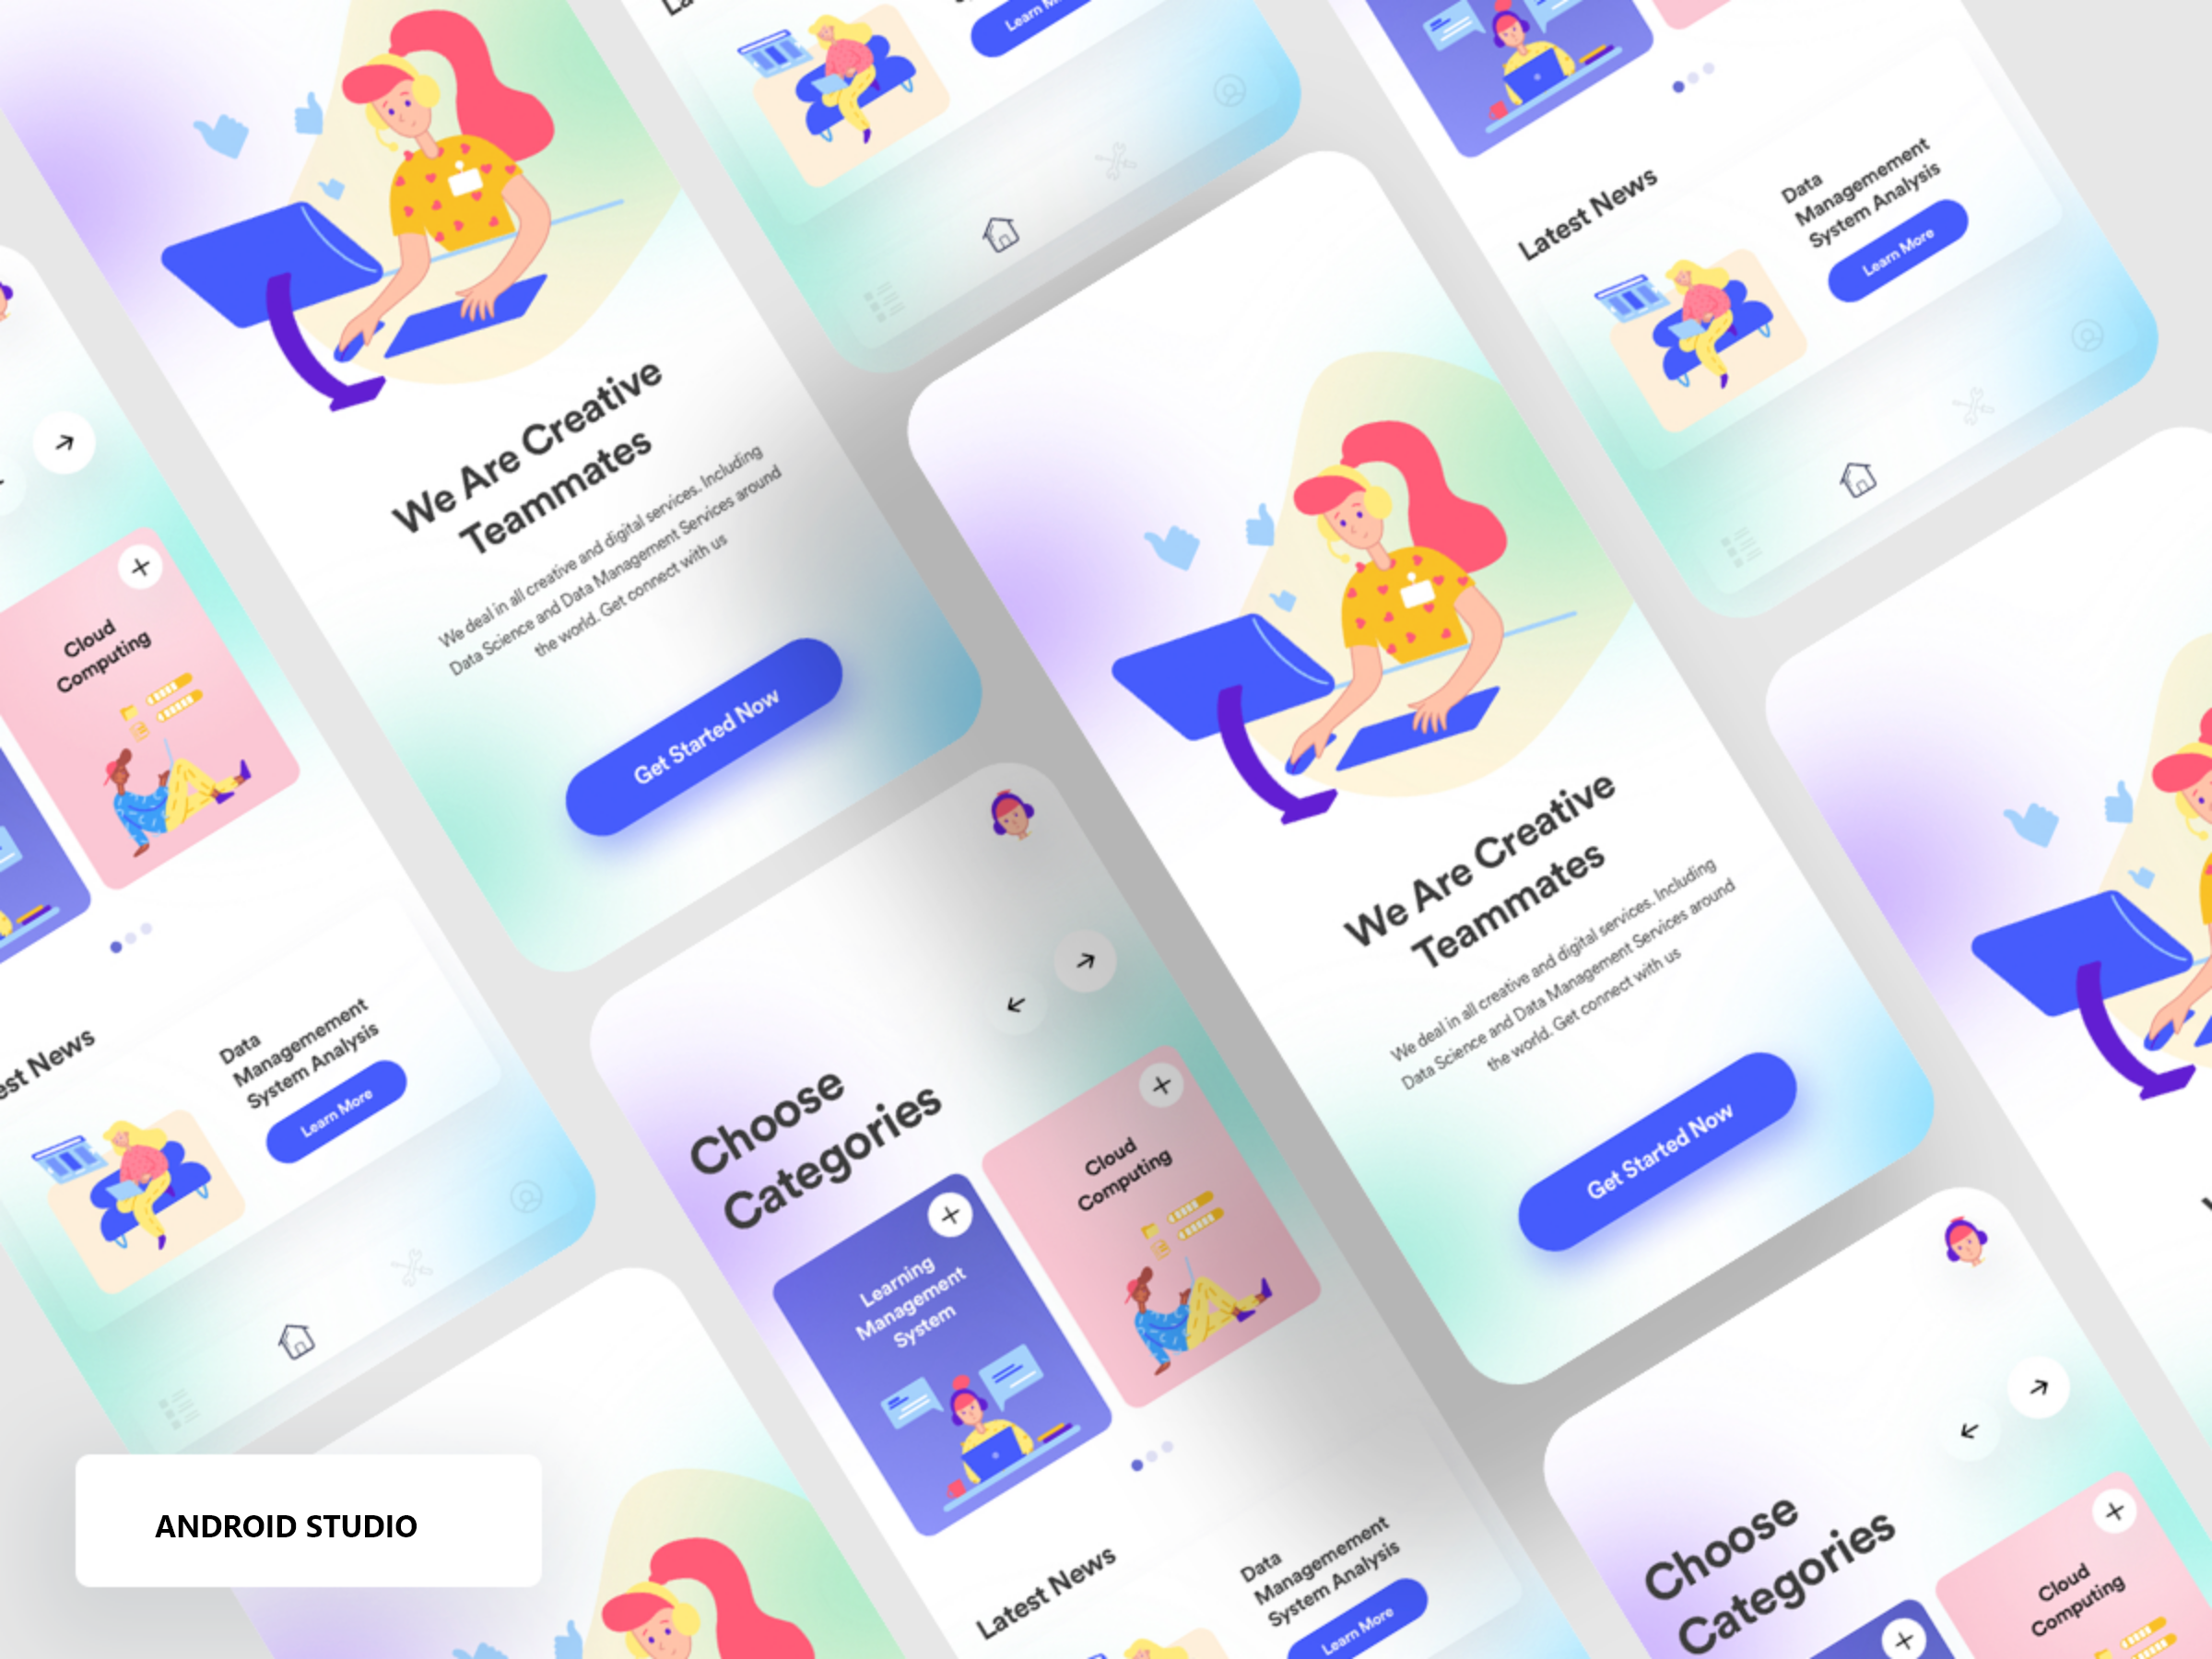 Learn
Latest News
Data
Managemement
System Analysis
Learn More
We Are Creative
Teammates
We deal in all creative and digital services. Including
Data Science and Data Management Services around
the world. Get connect with us
Get Started Now
Cloud
Computing
We Are Creative
Teammates
We deal in all creative and digital services. Including
Data Science and Data Management Services around
the world. Get connect with us
Get Started Now
est News
Data
Managemement
System Analysis
Learn More
Choose
Categories
Cloud
Computing
Learning
Management
System
Latest News
Data
Managemement
System Analysis
Learn More
Choose
Categories
Cloud
Computing
ANDROID STUDIO